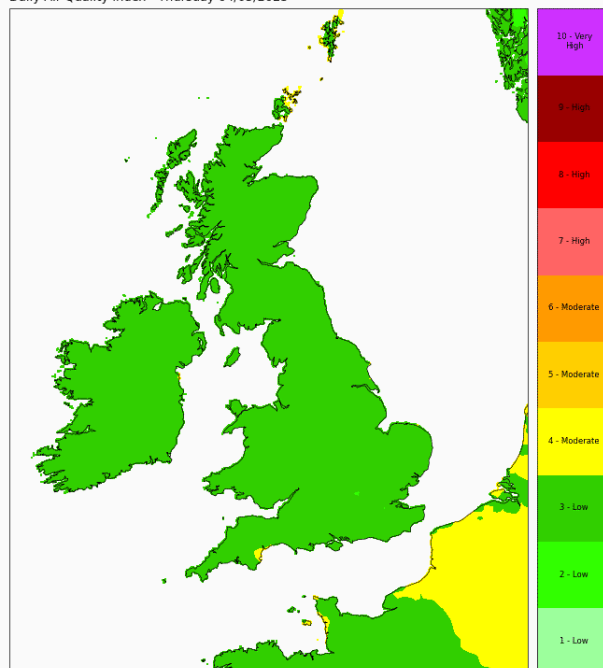 10 - Very
High
9 - High
8 - High
7 - High
6 - Moderate
5 - Moderate
4 - Moderate
3 - Low
2 - Low
1 - Low